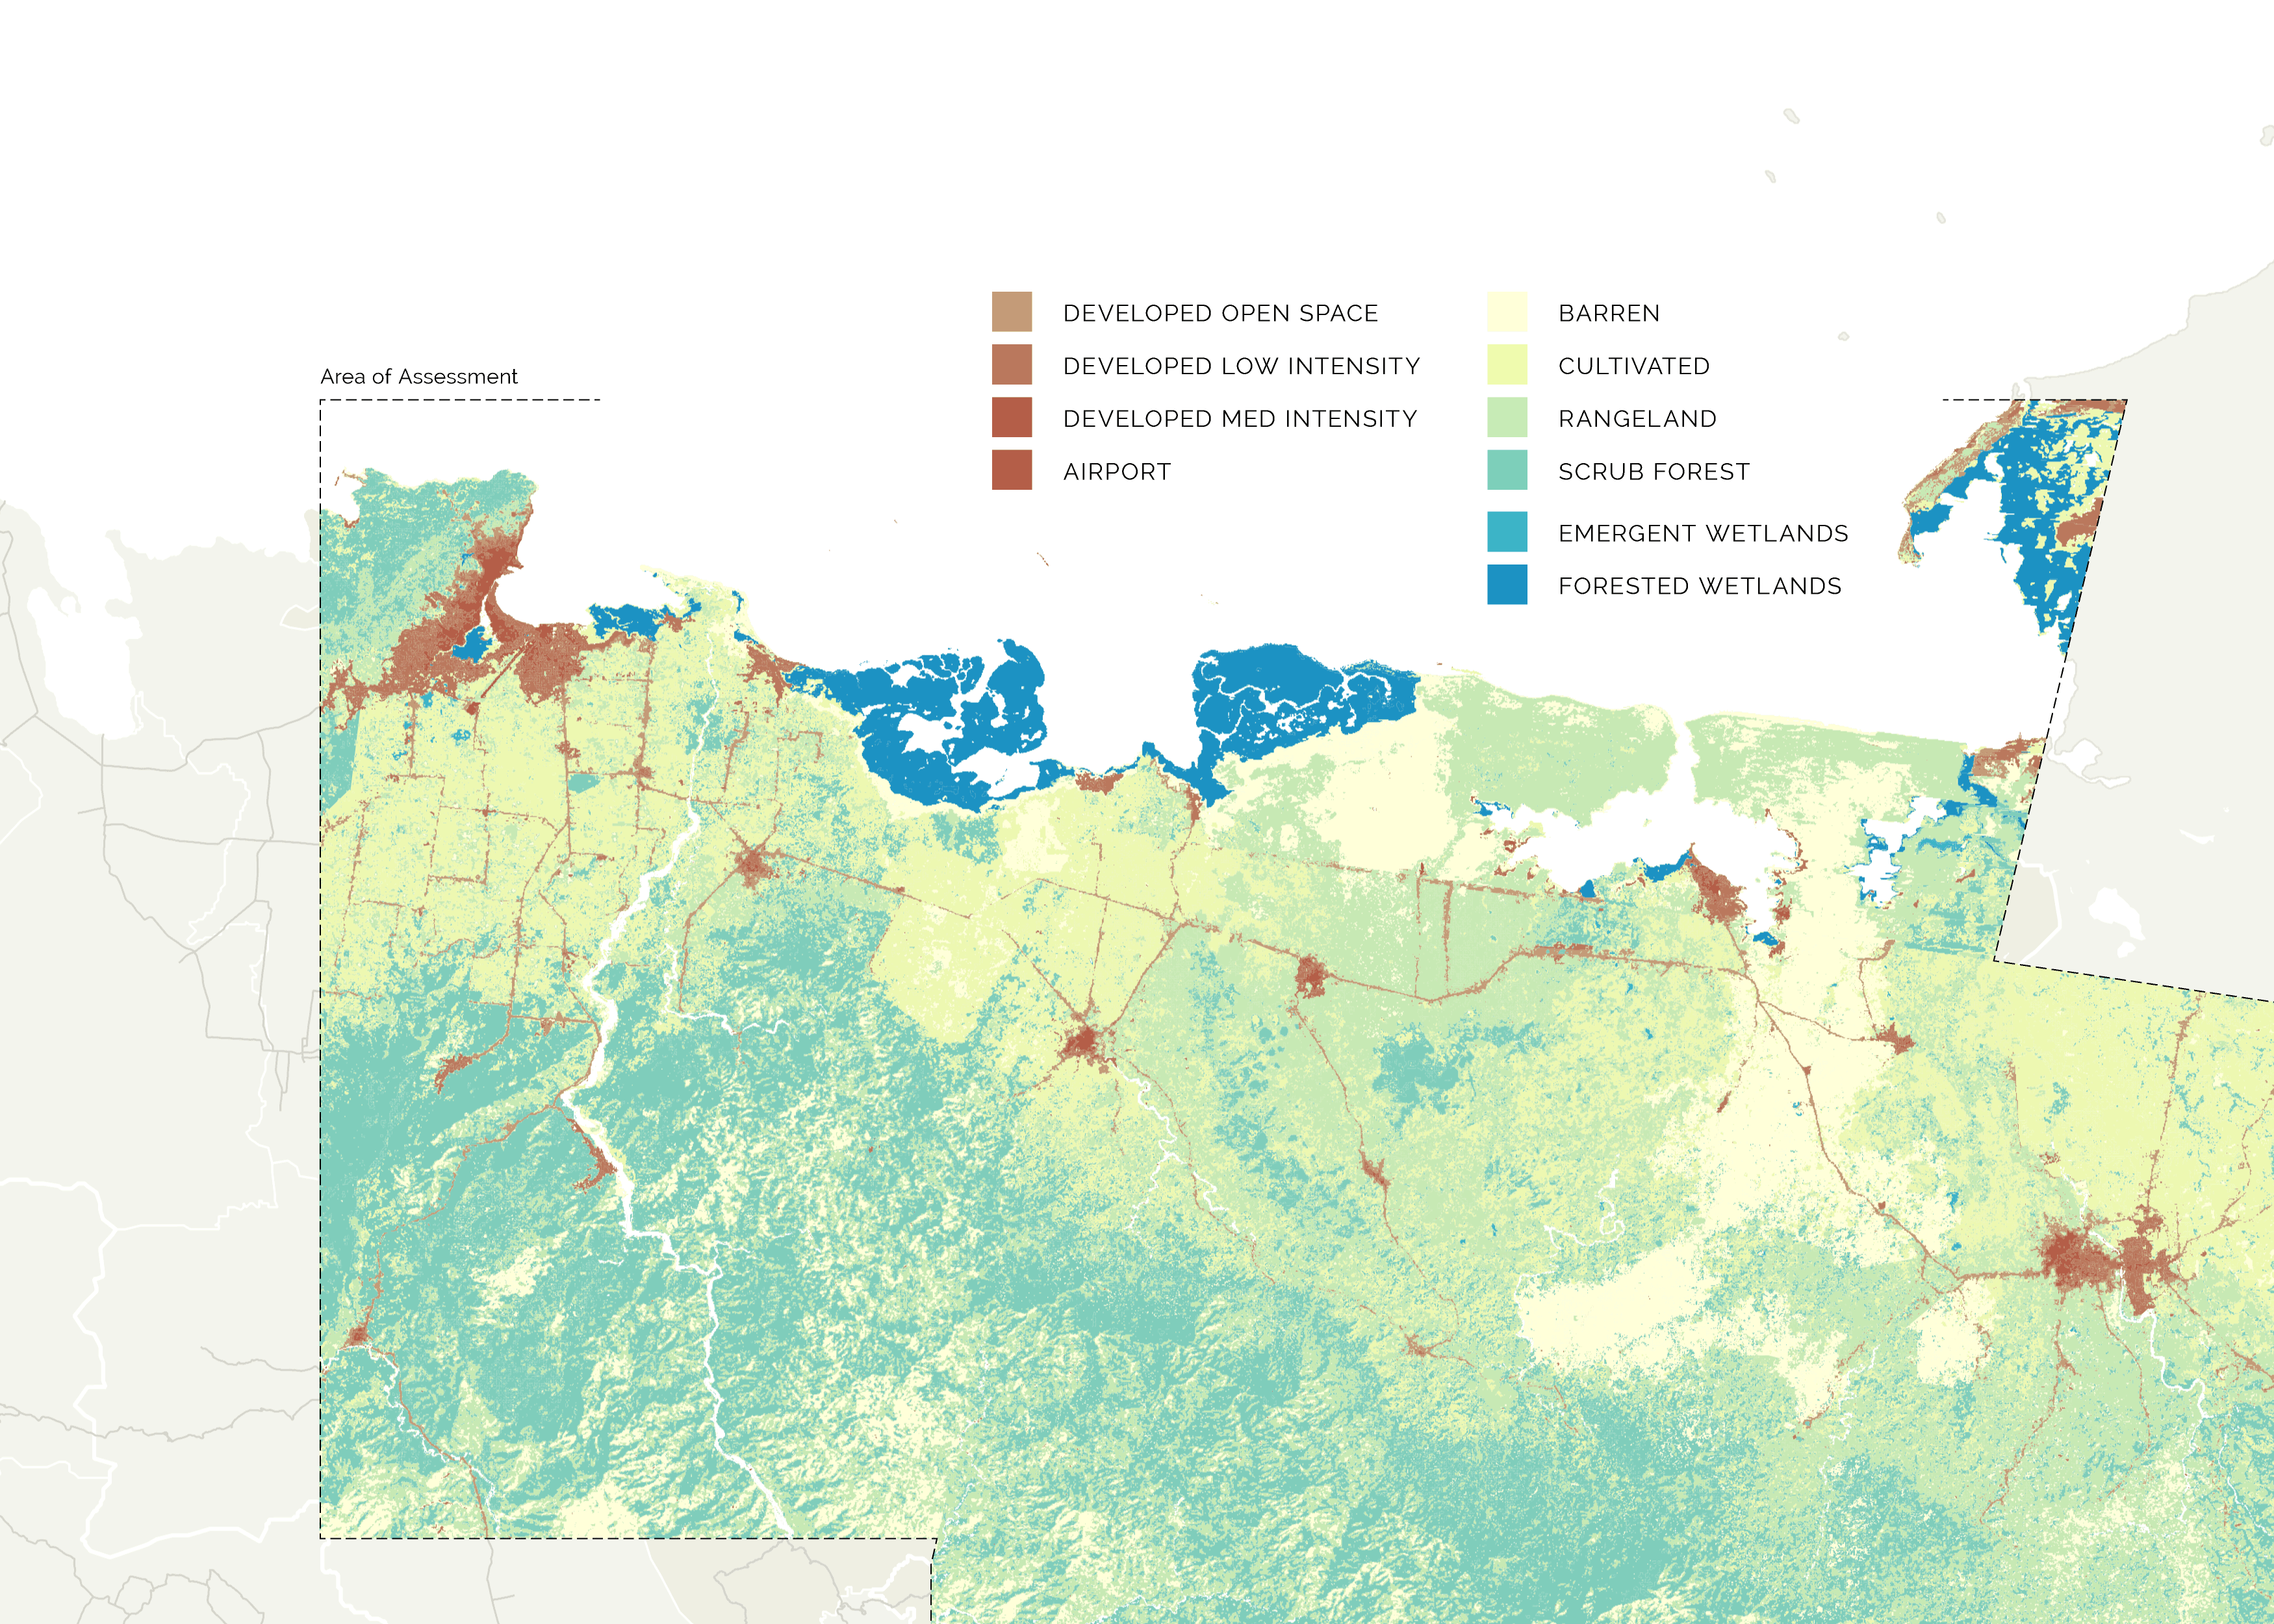 DEVELOPED OPEN SPACE
DEVELOPED LOW INTENSITY
DEVELOPED MED INTENSITY
AIRPORT
BARREN
CULTIVATED
RANGELAND
SCRUB FOREST
EMERGENT WETLANDS
FORESTED WETLANDS
Area of Assessment